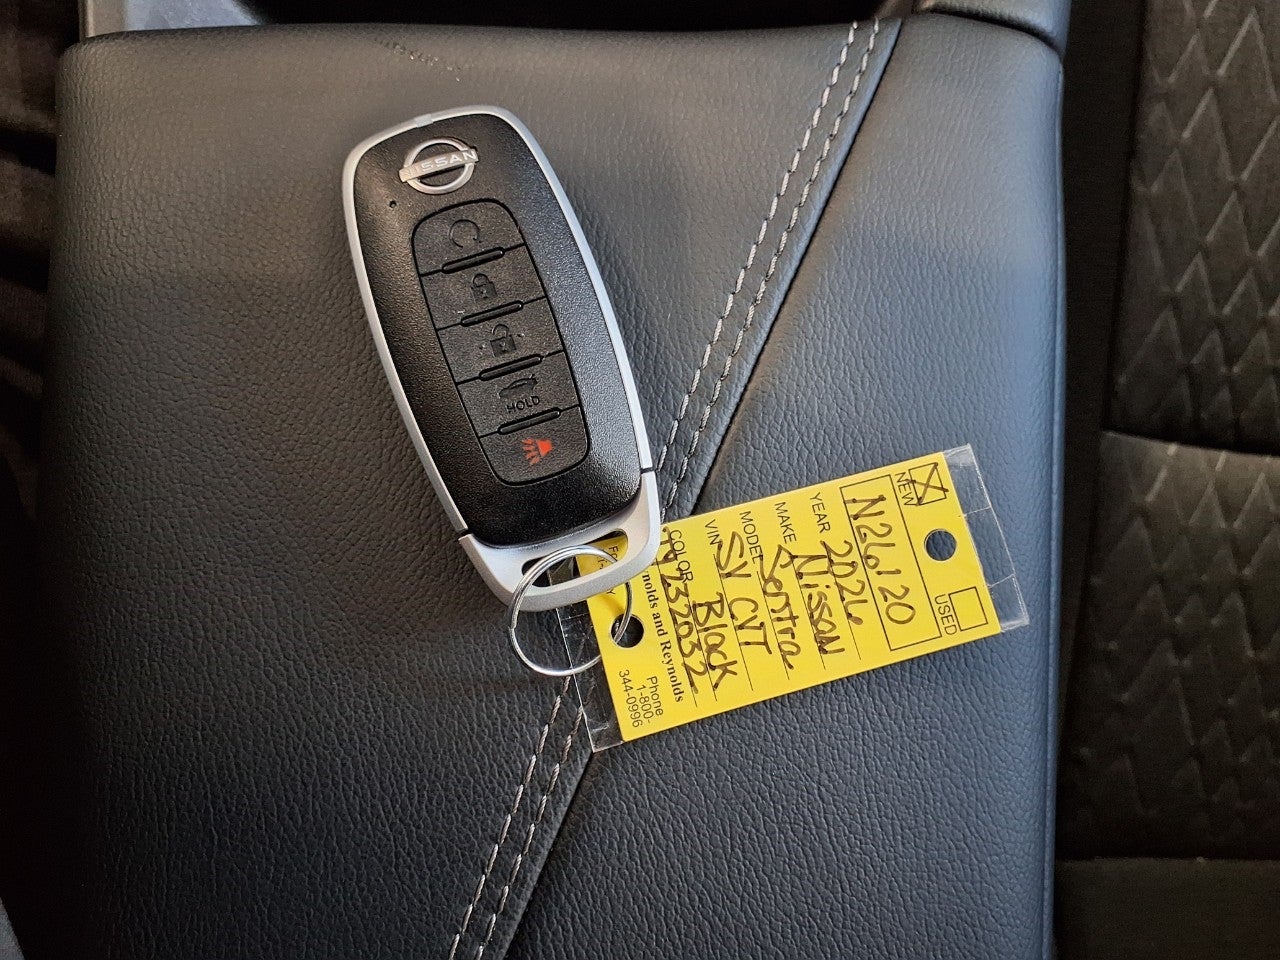 NISSAN
HOLD
NEW
USED
N26120
YEAR 2026
MAKE Nissan
MODEL Sentra
SV CVT
VIN
COLOR Black
Reynolds and Reynolds
Phone
1-800-
344-0996